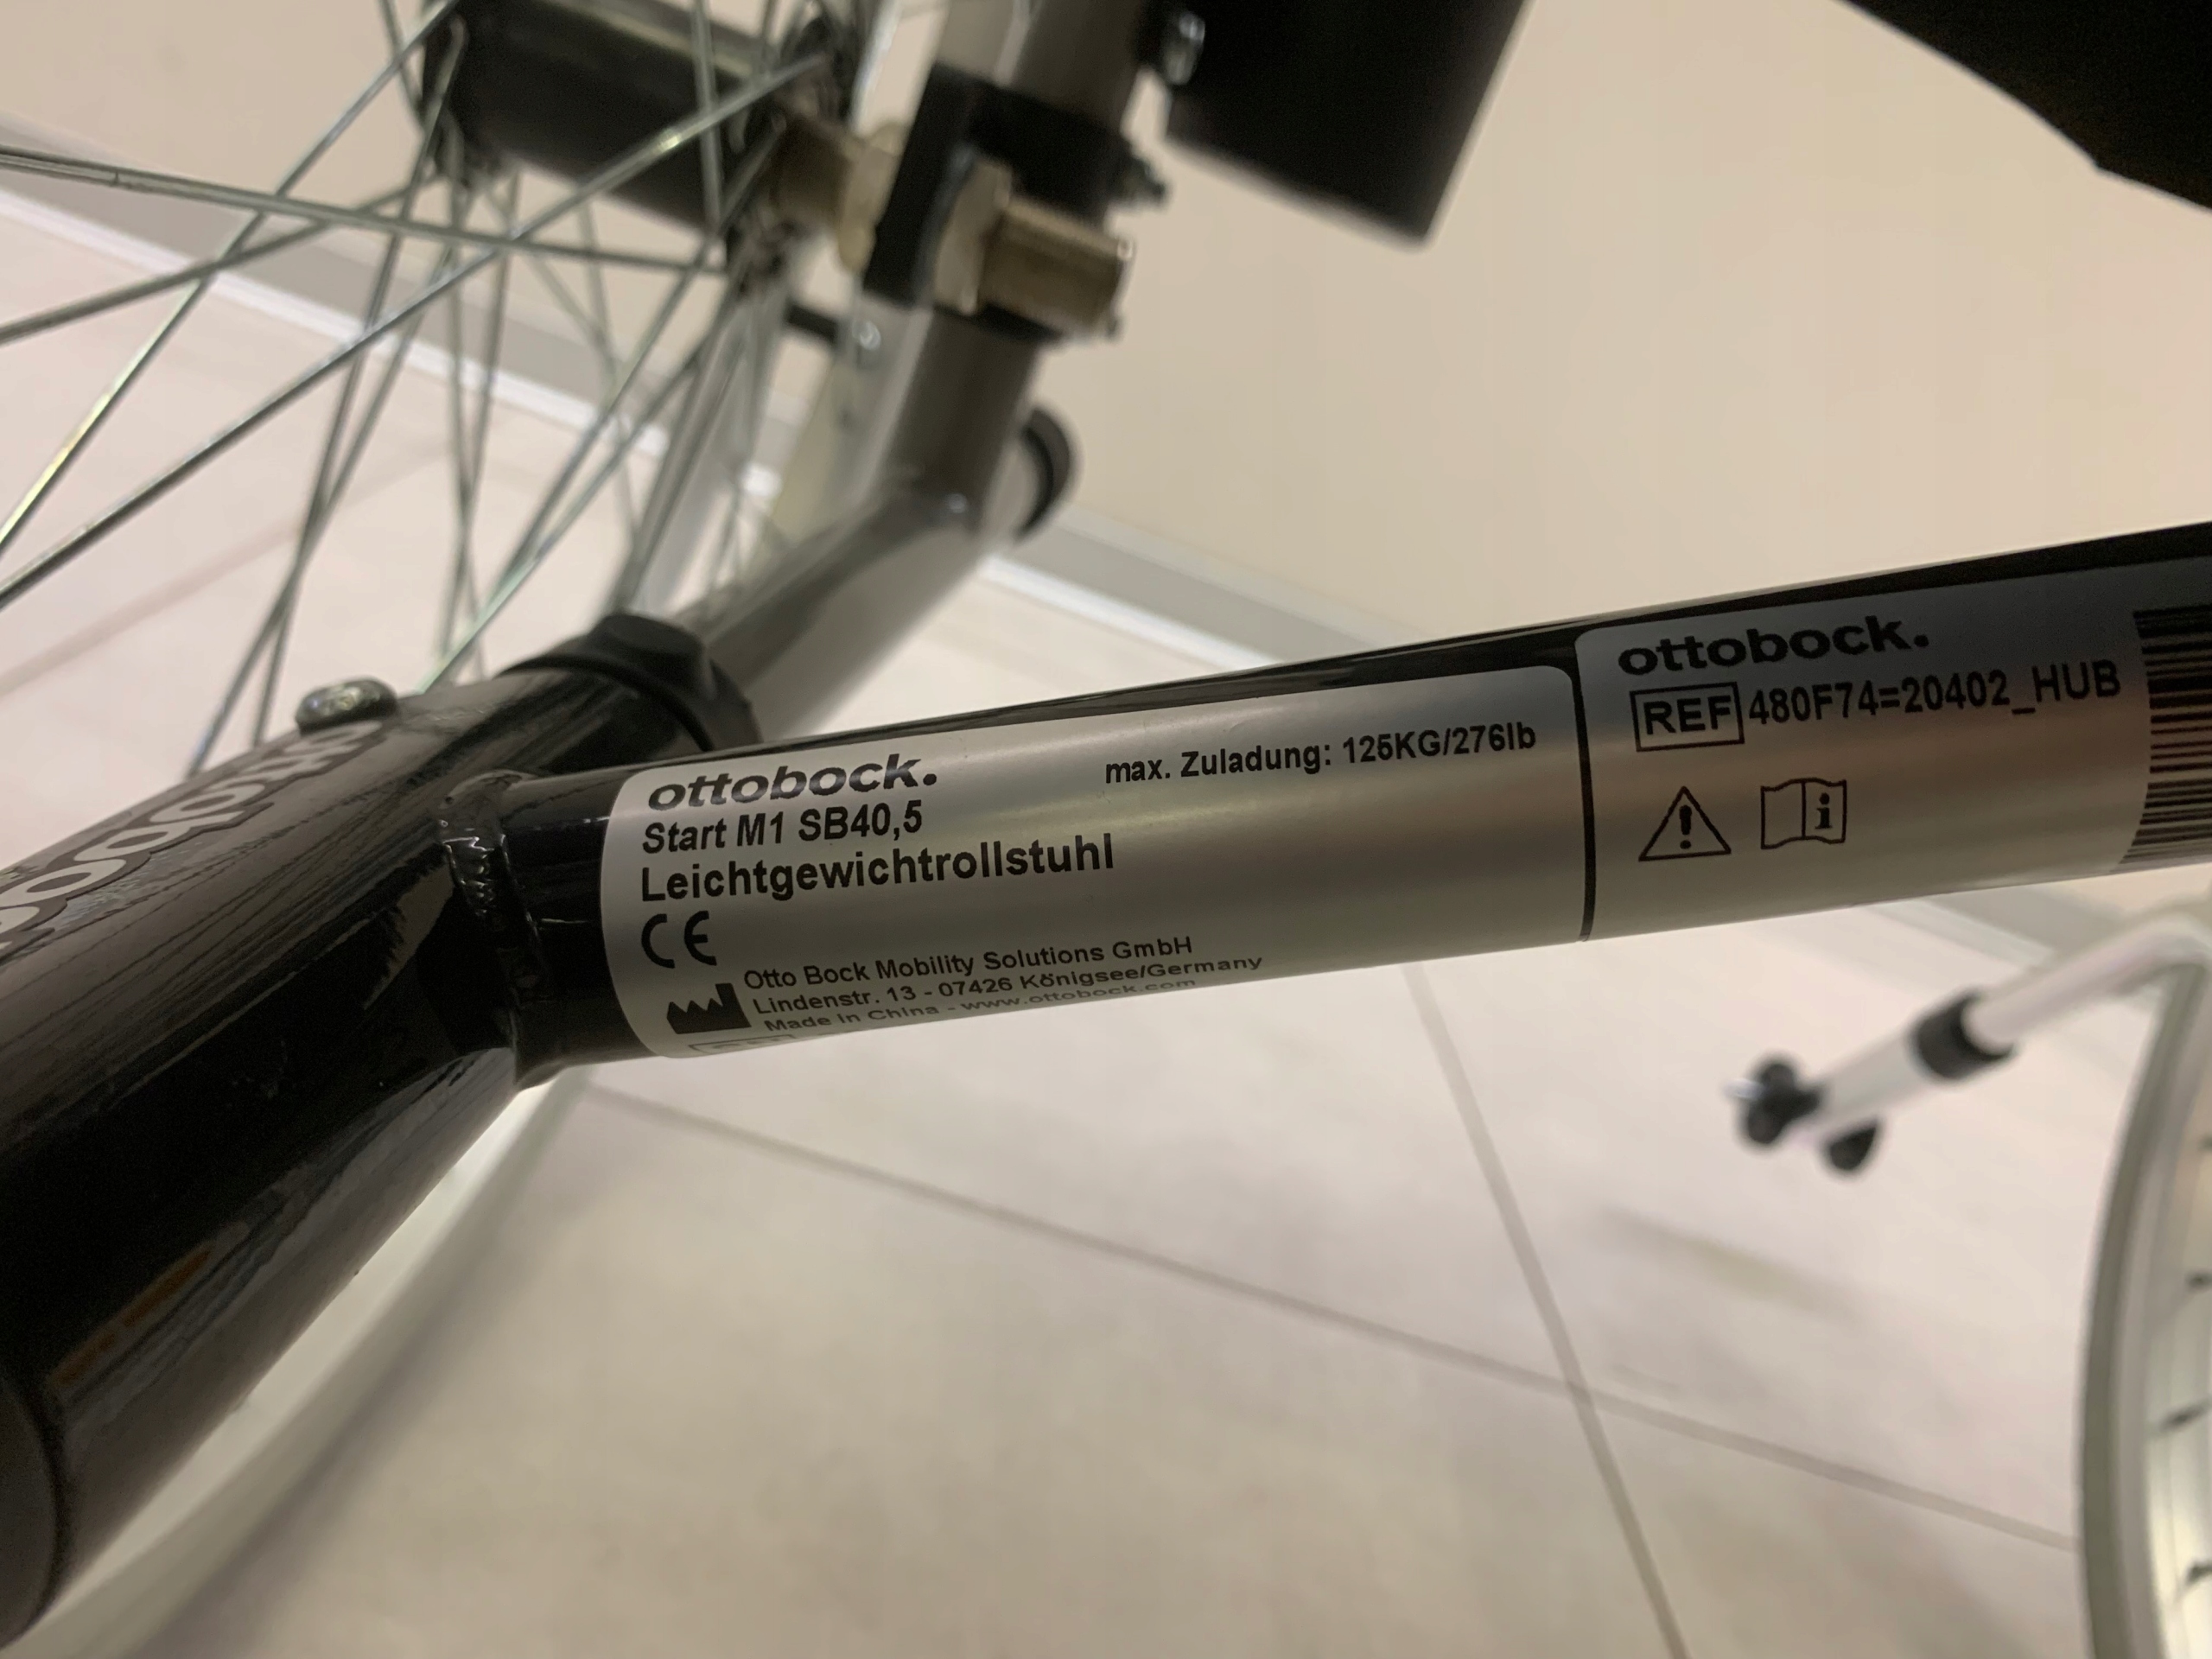 ottobock.
Start M1 SB40,5
Leichtgewichtrollstuhl
max. Zuladung: 125KG/276lb
CE
Otto Bock Mobility Solutions GmbH
Lindenstr. 13 - 07426 Königsee/Germany
Made in China - www.ottobock.com
ottobock.
REF 480F74=20402_HUB